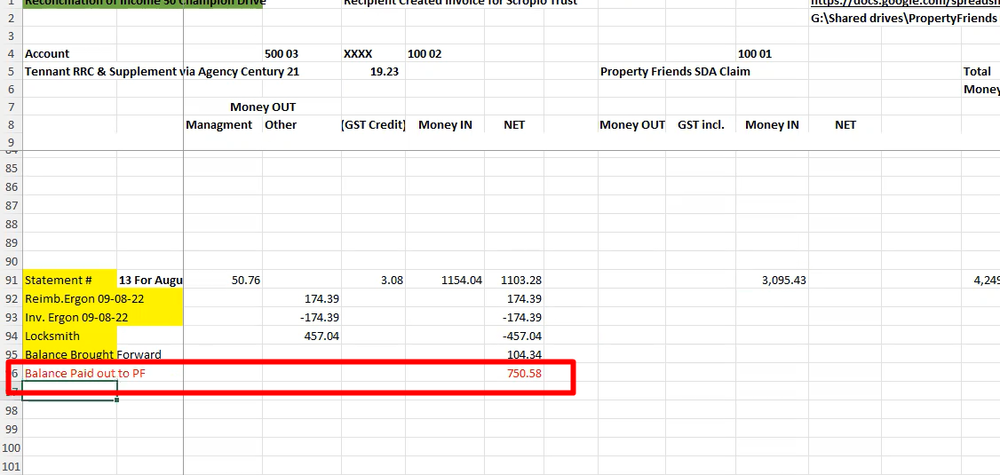 1 Reconciliation of Income 50 Champion Drive Recipient Created Invoice for Scropio Trust https://docs.google.com/spreadsh
2 G:\Shared drives\PropertyFriends
3
4 Account 500 03 XXXX 100 02 100 01
5 Tennant RRC & Supplement via Agency Century 21 19.23 Property Friends SDA Claim Total
6 Money
7 Money OUT
8 Managment Other (GST Credit) Money IN NET Money OUT GST incl. Money IN NET
9
84
85
86
87
88
89
90
91 Statement # 13 For Augu 50.76 3.08 1154.04 1103.28 3,095.43 4,249
92 Reimb.Ergon 09-08-22 174.39 174.39
93 Inv. Ergon 09-08-22 -174.39 -174.39
94 Locksmith 457.04 -457.04
95 Balance Brought Forward 104.34
96 Balance Paid out to PF 750.58
97
98
99
100
101